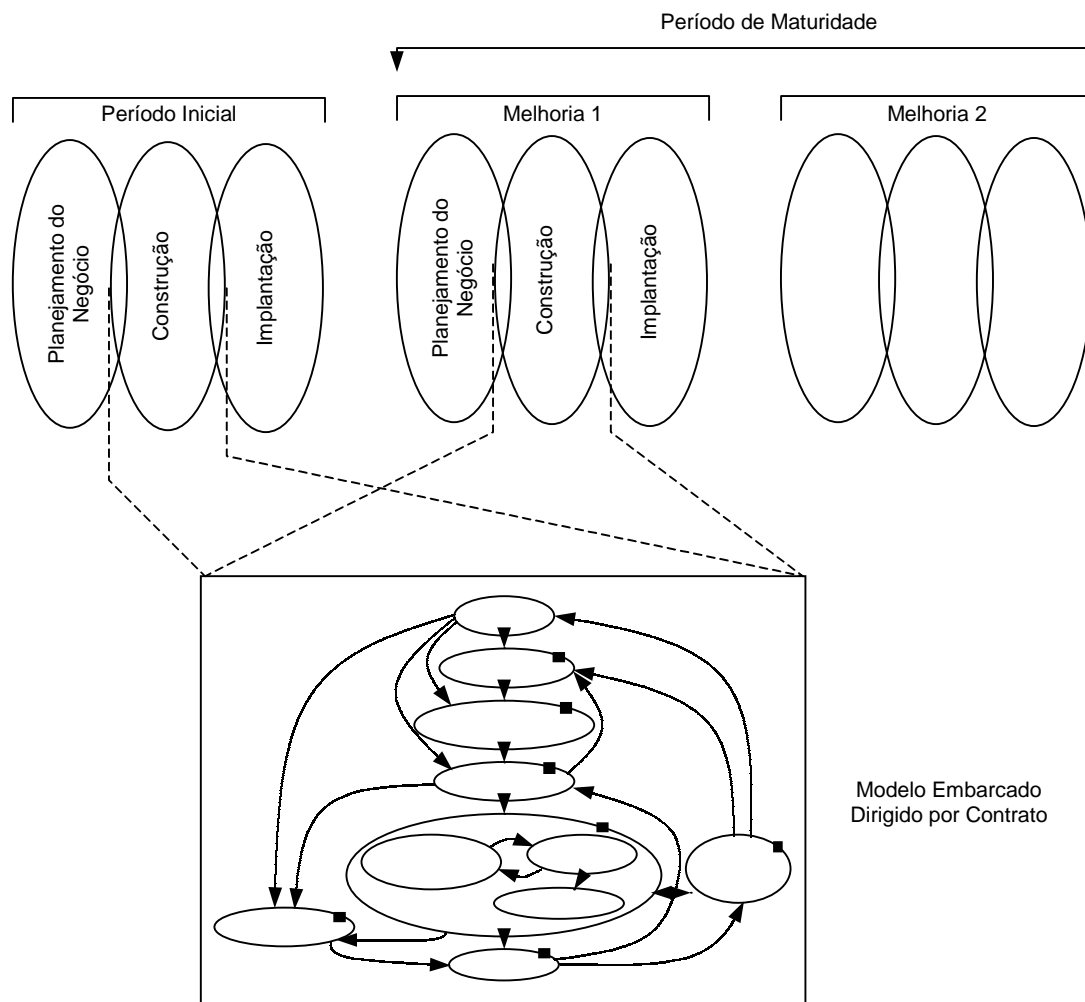 Período de Maturidade
Período Inicial
Melhoria 1
Melhoria 2
Planejamento do
Negócio
Construção
Implantação
Planejamento do
Negócio
Construção
Implantação
Modelo Embarcado
Dirigido por Contrato